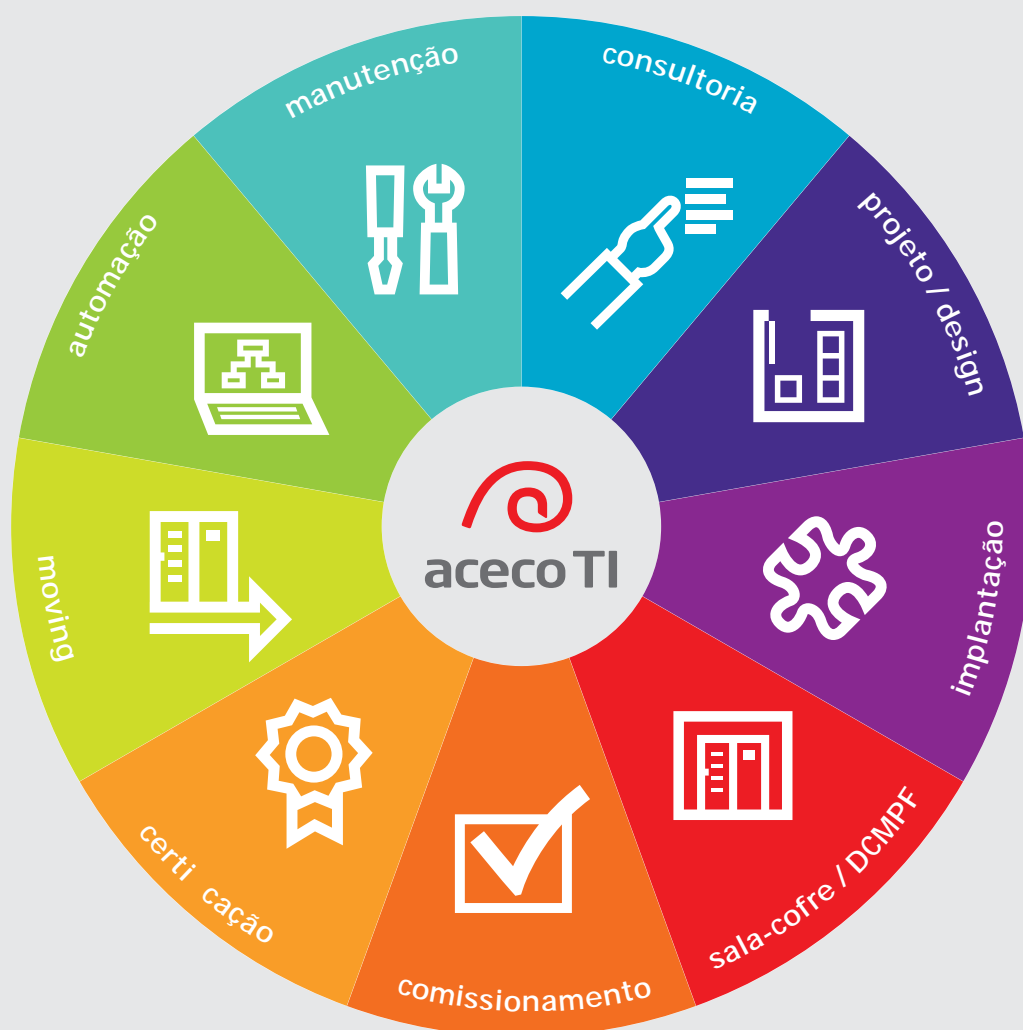 consultoria
projeto / design
implantação
sala-cofre / DCMPF
comissionamento
certi cação
moving
automação
manutenção
aceco TI